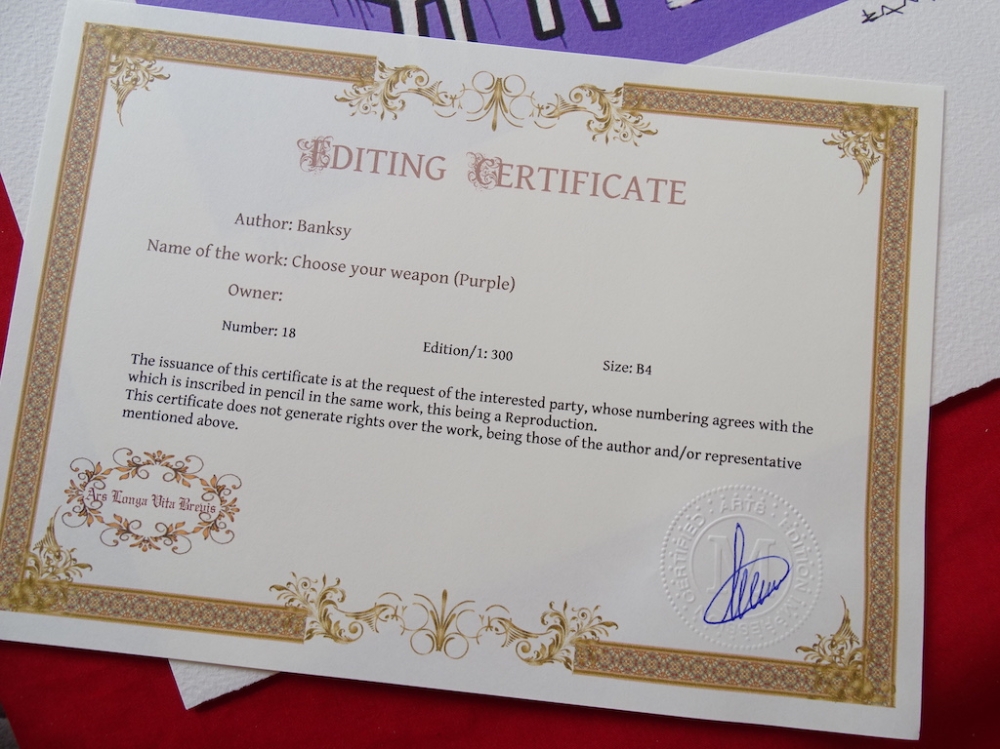 Editing Certificate
Author: Banksy
Name of the work: Choose your weapon (Purple)
Owner:
Number: 18 Edition/1: 300 Size: B4
The issuance of this certificate is at the request of the interested party, whose numbering agrees with the
which is inscribed in pencil in the same work, this being a Reproduction.
This certificate does not generate rights over the work, being those of the author and/or representative
mentioned above.
Ars Longa Vita Brevis
CERTIFIED · ARTS · EDITION
M